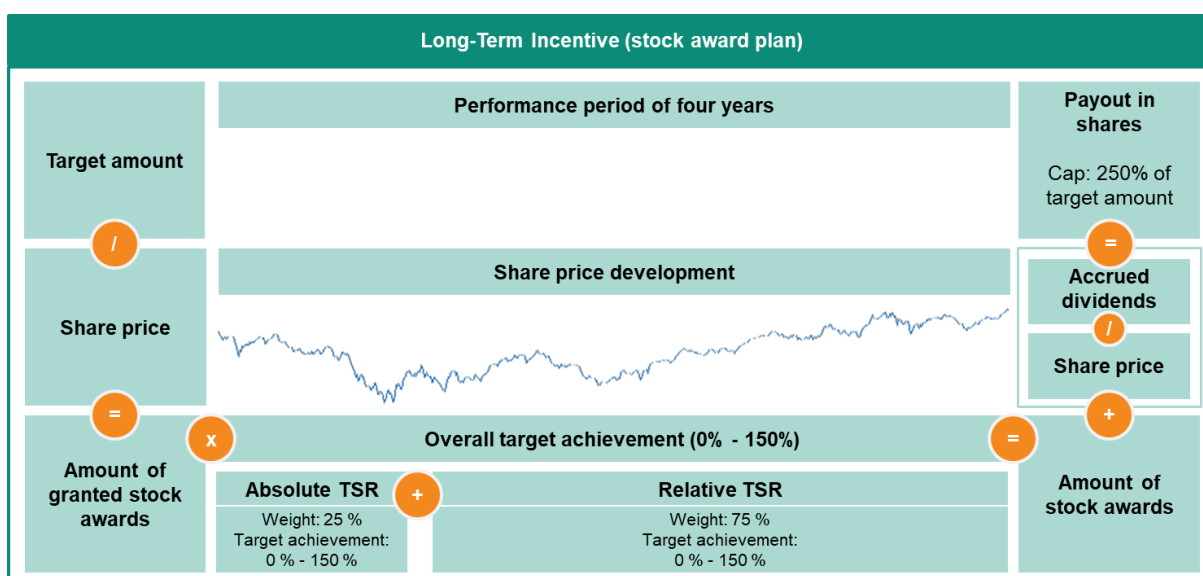 Long-Term Incentive (stock award plan)
Target amount
/
Share price
=
Amount of
granted stock
awards
x
Performance period of four years
Share price development
Overall target achievement (0% - 150%)
Absolute TSR
Weight: 25 %
Target achievement:
0 % - 150 %
+
Relative TSR
Weight: 75 %
Target achievement:
0 % - 150 %
=
Payout in
shares
Cap: 250% of
target amount
=
Accrued
dividends
/
Share price
+
Amount of
stock awards